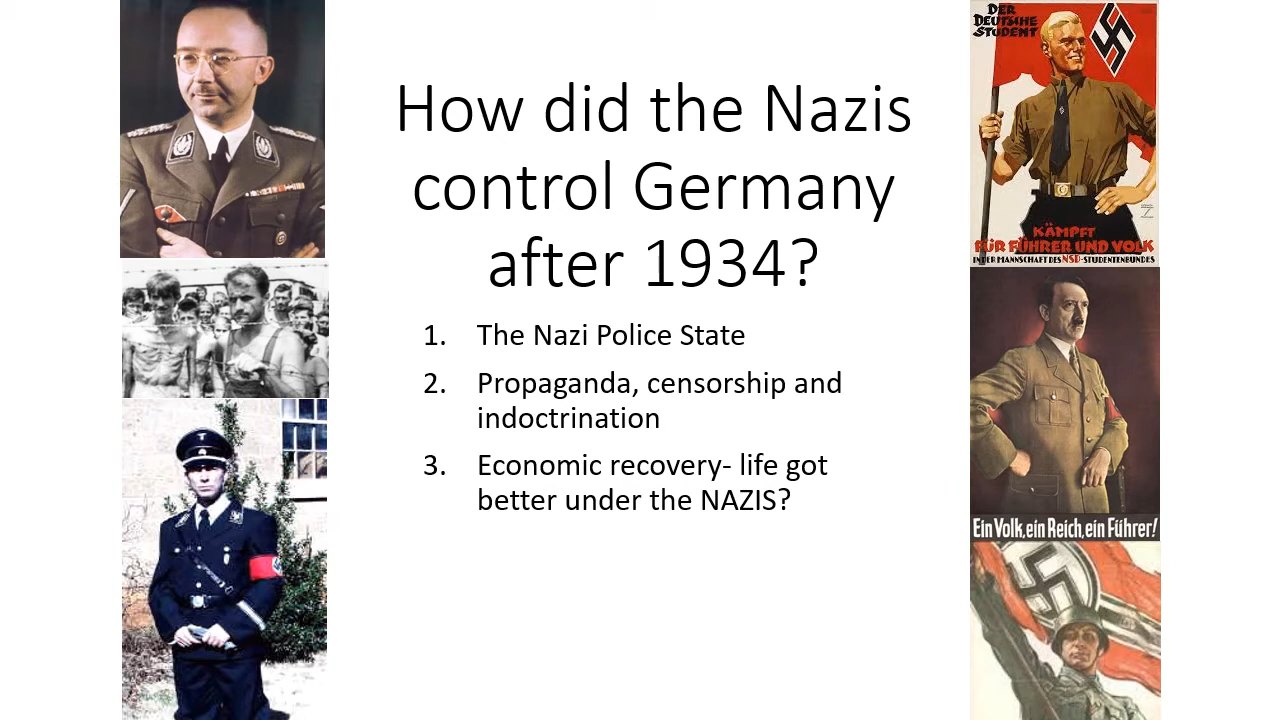 How did the Nazis
control Germany
after 1934?
1. The Nazi Police State
2. Propaganda, censorship and
indoctrination
3. Economic recovery- life got
better under the NAZIS?
DER
DEUTSCHE
STUDENT
KÄMPFT
FÜR FÜHRER UND VOLK
IN DER MANNSCHAFT DES NSD-STUDENTENBUNDES
Ein Volk, ein Reich, ein Führer!